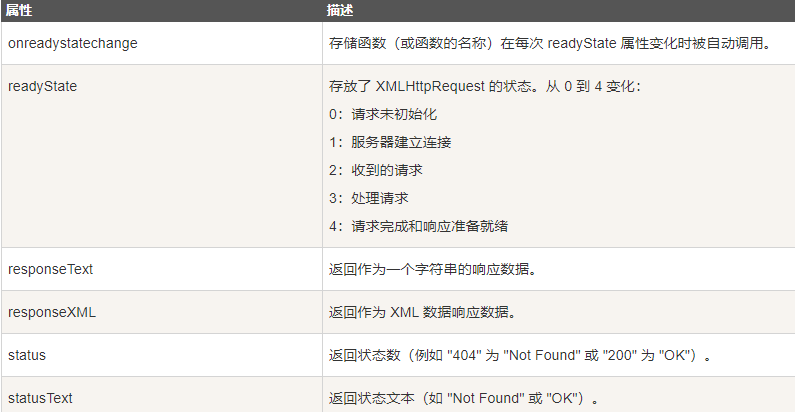 属性 描述
onreadystatechange 存储函数（或函数的名称）在每次 readyState 属性变化时被自动调用。
readyState 存放了 XMLHttpRequest 的状态。从 0 到 4 变化：
0：请求未初始化
1：服务器建立连接
2：收到的请求
3：处理请求
4：请求完成和响应准备就绪
responseText 返回作为一个字符串的响应数据。
responseXML 返回作为 XML 数据响应数据。
status 返回状态数（例如 "404" 为 "Not Found" 或 "200" 为 "OK"）。
statusText 返回状态文本（如 "Not Found" 或 "OK"）。